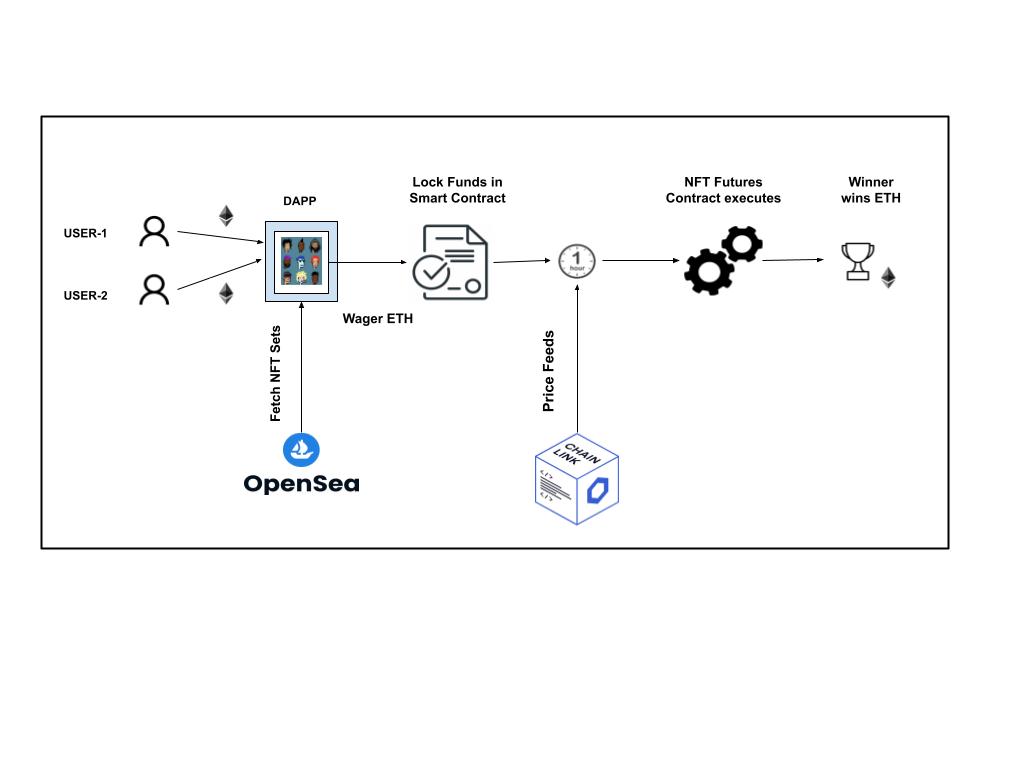 Lock Funds in
Smart Contract
NFT Futures
Contract executes
Winner
wins ETH
DAPP
USER-1
USER-2
1
hour
Wager ETH
Fetch NFT Sets
Price Feeds
OpenSea
CHAIN
LINK